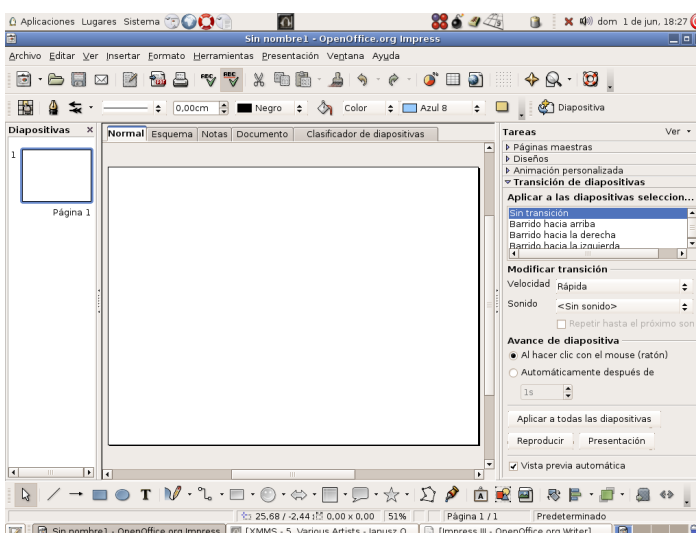 Aplicaciones Lugares Sistema dom 1 de jun, 18:27
Sin nombre1 - OpenOffice.org Impress
Archivo Editar Ver Insertar Formato Herramientas Presentación Ventana Ayuda
0,00cm Negro Color Azul 8 Diapositiva
Diapositivas × Normal Esquema Notas Documento Clasificador de diapositivas Tareas Ver
Páginas maestras
Diseños
Animación personalizada
Transición de diapositivas
Aplicar a las diapositivas seleccion...
1
Página 1
Sin transición
Barrido hacia arriba
Barrido hacia la derecha
Barrido hacia la izquierda
Modificar transición
Velocidad Rápida
Sonido <Sin sonido>
Repetir hasta el próximo son
Avance de diapositiva
Al hacer clic con el mouse (ratón)
Automáticamente después de
1s
Aplicar a todas las diapositivas
Reproducir Presentación
Vista previa automática
25,68 / -2,44 0,00 x 0,00 51% Página 1 / 1 Predeterminado
Sin nombre1 - OpenOffice.org Impress [XMMS - 5. Various Artists - Janusz O [Impress III - OpenOffice.org Writer]